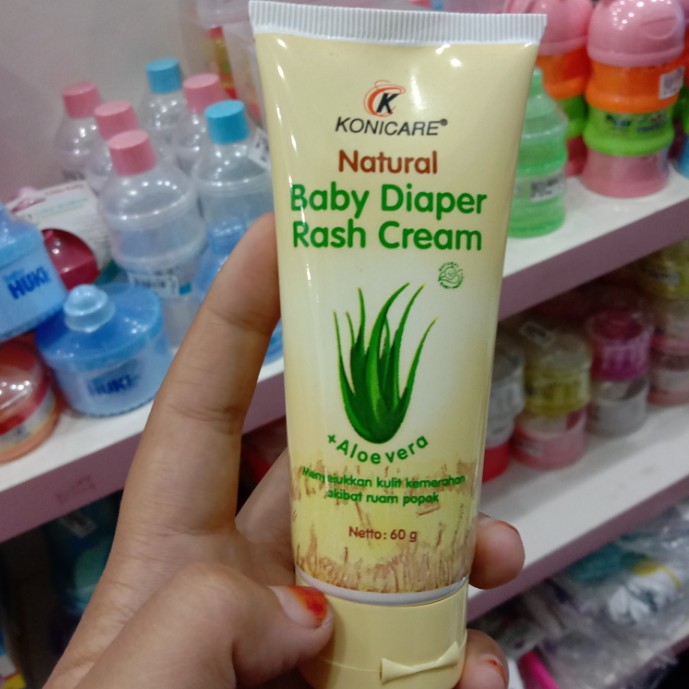 KONICARE®
Natural
Baby Diaper
Rash Cream
+Aloe vera
Menyejukkan kulit kemerahan
akibat ruam popok
Netto: 60 g
HUKI
HUKI